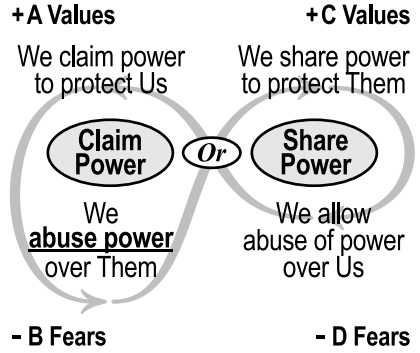 +A Values
+C Values
We claim power
to protect Us
We share power
to protect Them
Claim
Power
Or
Share
Power
We
abuse power
over Them
We allow
abuse of power
over Us
- B Fears
- D Fears